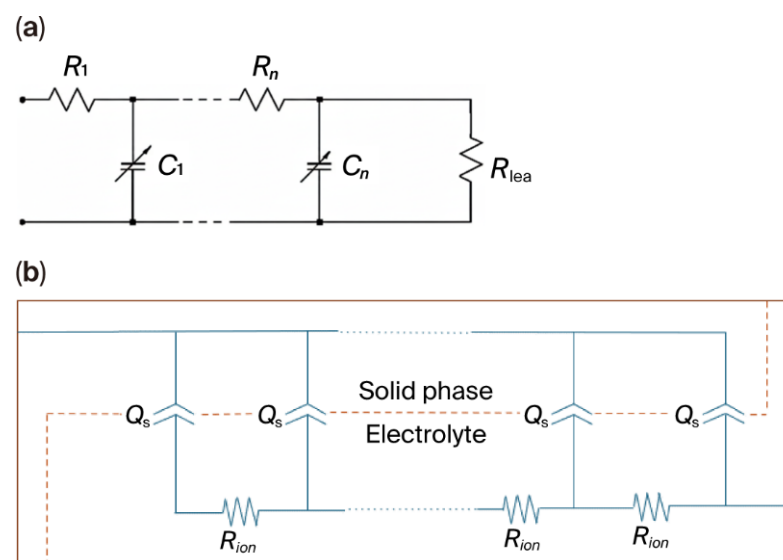 (a)
R1 Rn
C1 Cn Rlea
(b)
Solid phase
Qs Qs Qs Qs
Electrolyte
Rion Rion Rion